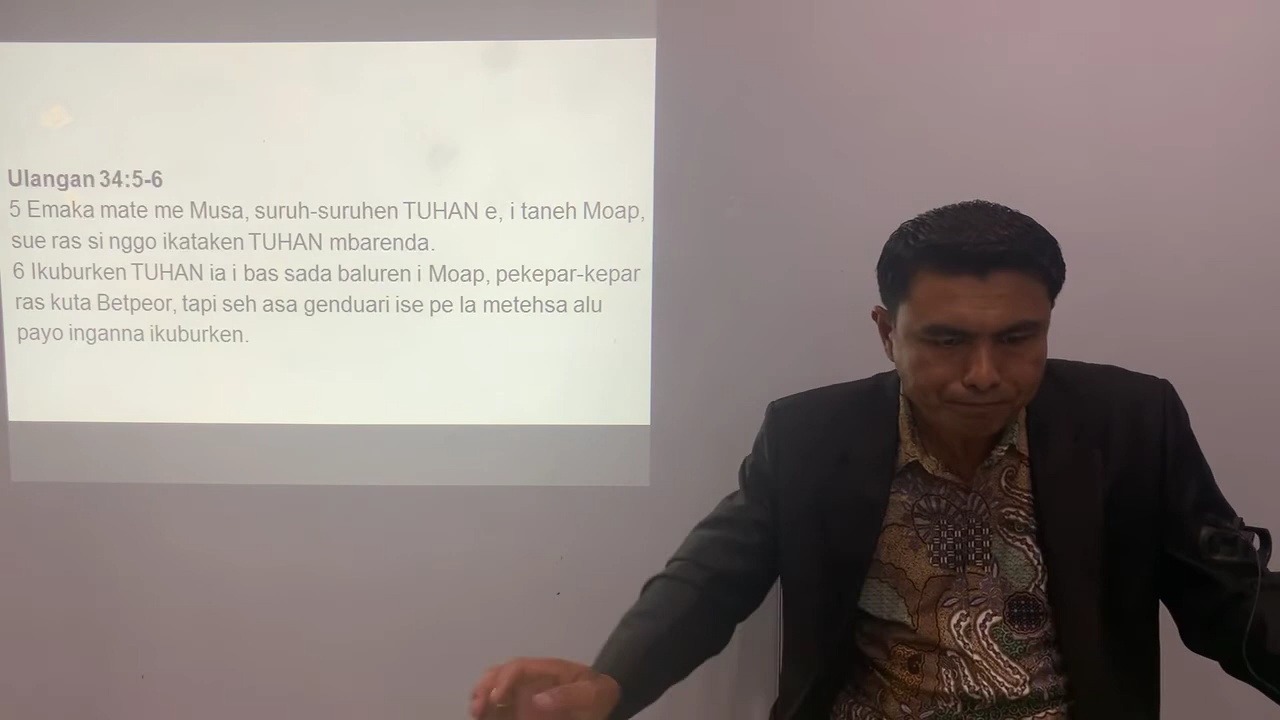 Ulangan 34:5-6
5 Emaka mate me Musa, suruh-suruhen TUHAN e, i taneh Moap,
sue ras si nggo ikataken TUHAN mbarenda.
6 Ikuburken TUHAN ia i bas sada baluren i Moap, pekepar-kepar
ras kuta Betpeor, tapi seh asa genduari ise pe la metehsa alu
payo inganna ikuburken.